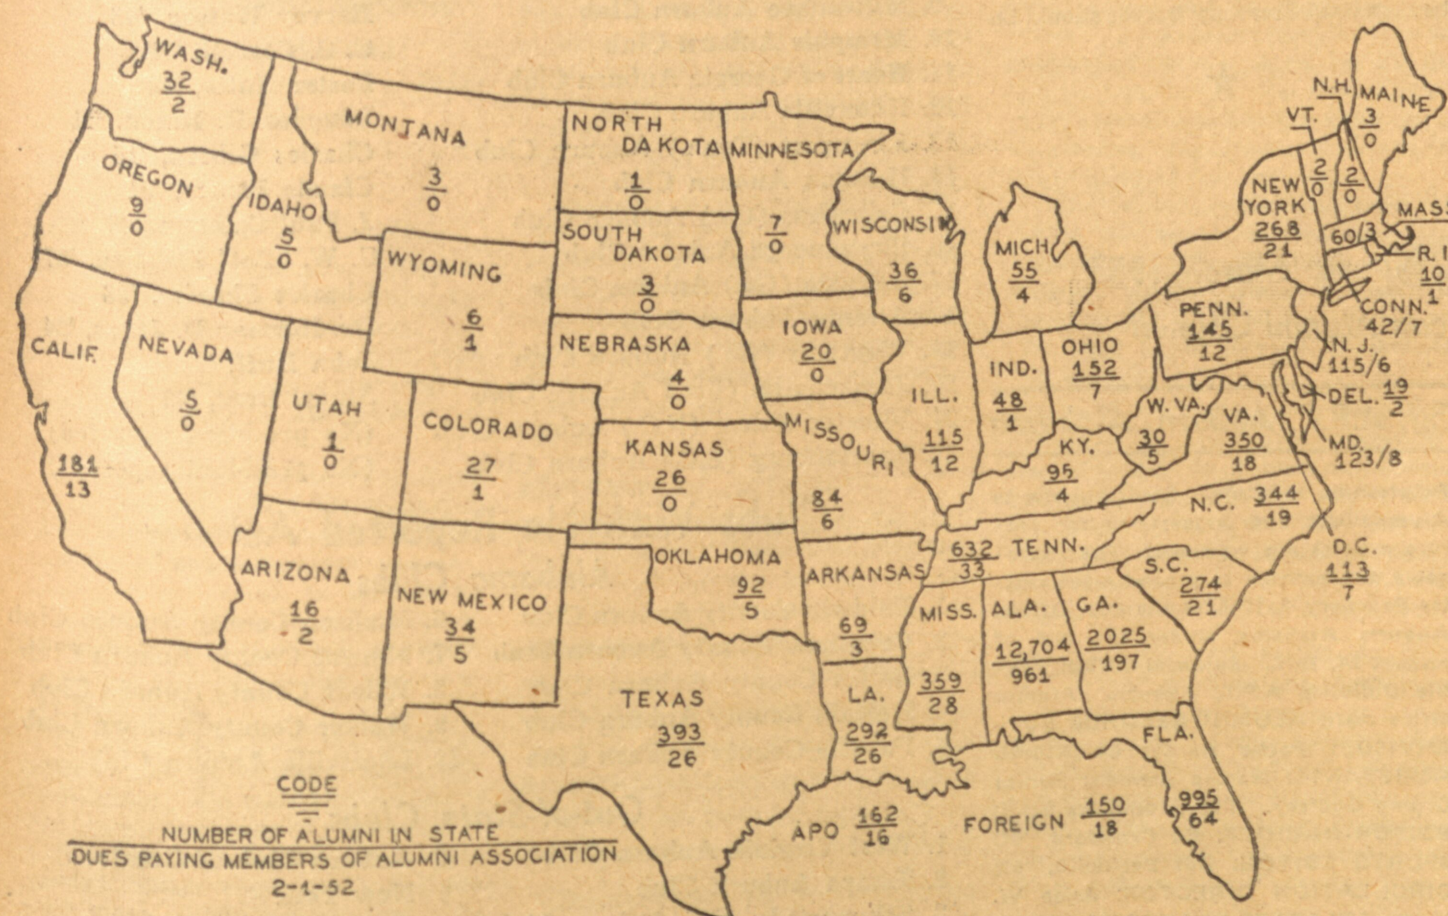 WASH.
32
2
OREGON
9
0
CALIF.
181
13
IDAHO
5
0
NEVADA
5
0
MONTANA
3
0
WYOMING
6
1
UTAH
1
0
COLORADO
27
1
ARIZONA
16
2
NEW MEXICO
34
5
NORTH
DAKOTA
1
0
SOUTH
DAKOTA
3
0
NEBRASKA
4
0
KANSAS
26
0
OKLAHOMA
92
5
TEXAS
393
26
MINNESOTA
7
0
IOWA
20
0
MISSOURI
84
6
ARKANSAS
69
3
LA.
292
26
WISCONSIN
36
6
ILL.
115
12
MICH
55
4
IND.
48
1
OHIO
152
7
KY.
95
4
632 TENN.
33
MISS.
359
28
ALA.
12,704
961
GA.
2025
197
FLA.
995
64
S.C.
274
21
N.C. 344
19
VA.
350
18
W.VA.
30
5
PENN.
145
12
NEW
YORK
268
21
VT.
2
0
N.H.
2
0
MAINE
3
0
MASS
60/3
R.I
10
1
CONN.
42/7
N.J.
115/6
DEL. 19
2
MD.
123/8
D.C.
113
7
APO 162
16
FOREIGN 150
18
CODE
NUMBER OF ALUMNI IN STATE
DUES PAYING MEMBERS OF ALUMNI ASSOCIATION
2-1-52